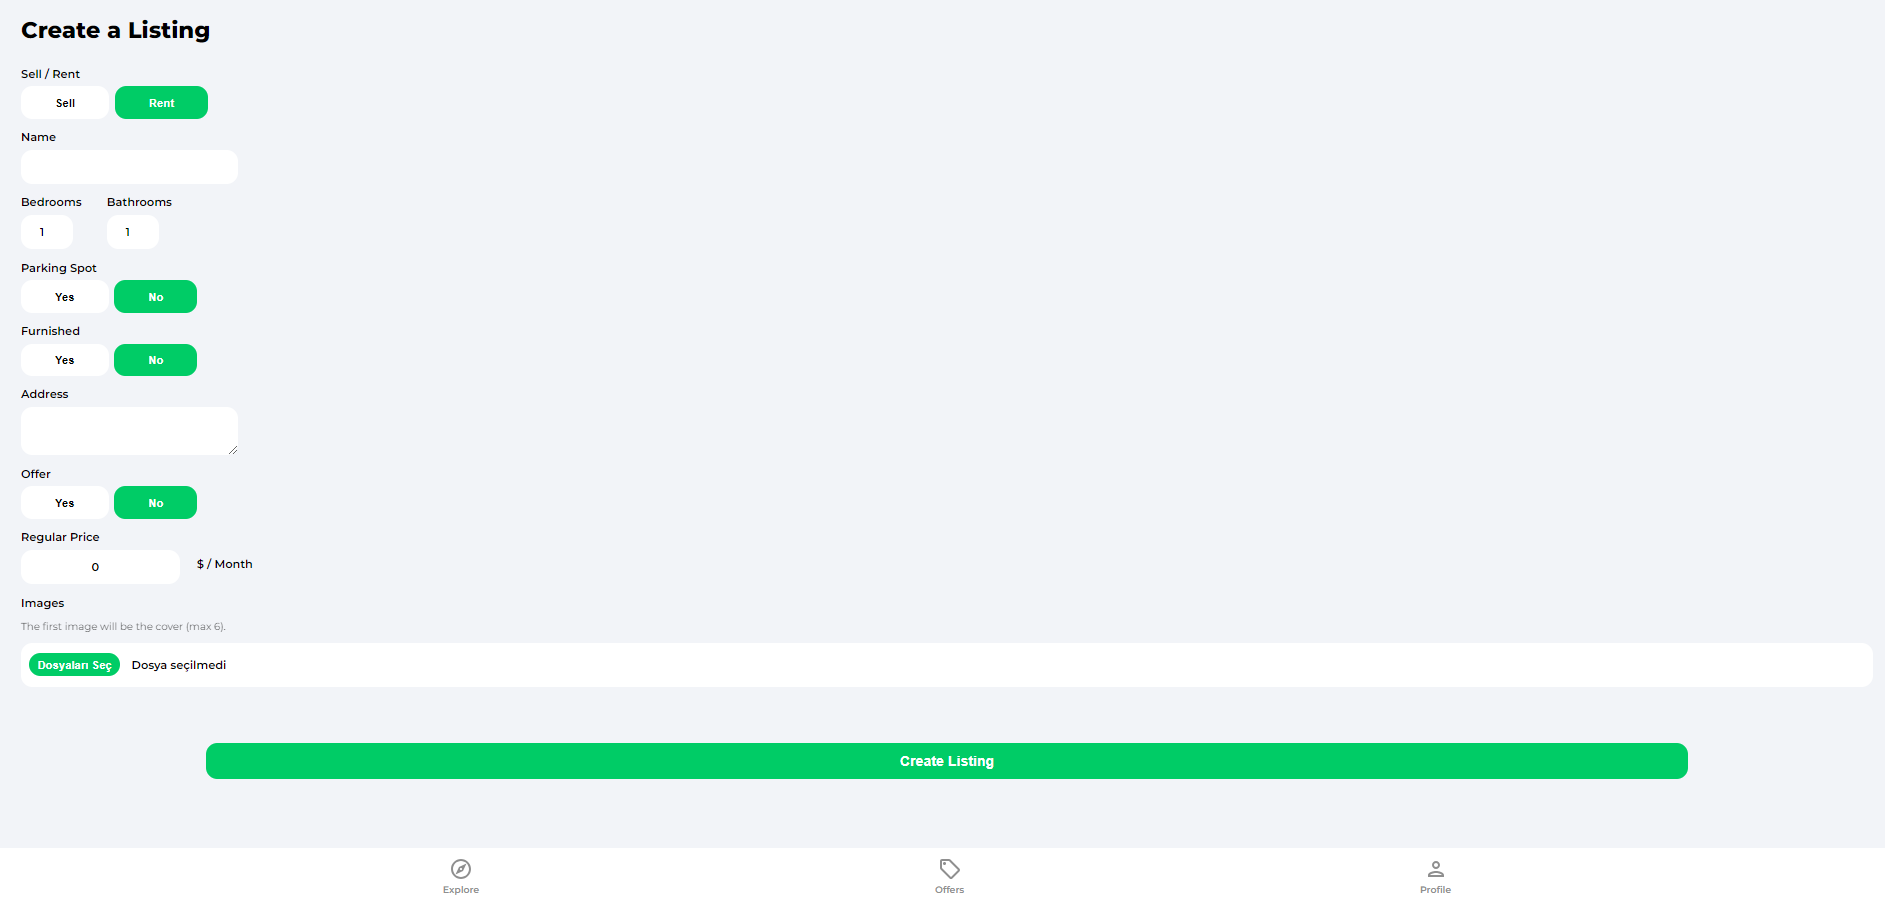 Create a Listing
Sell / Rent
Sell Rent
Name
Bedrooms Bathrooms
1 1
Parking Spot
Yes No
Furnished
Yes No
Address
Offer
Yes No
Regular Price
0 $ / Month
Images
The first image will be the cover (max 6).
Dosyaları Seç Dosya seçilmedi
Create Listing
Explore Offers Profile